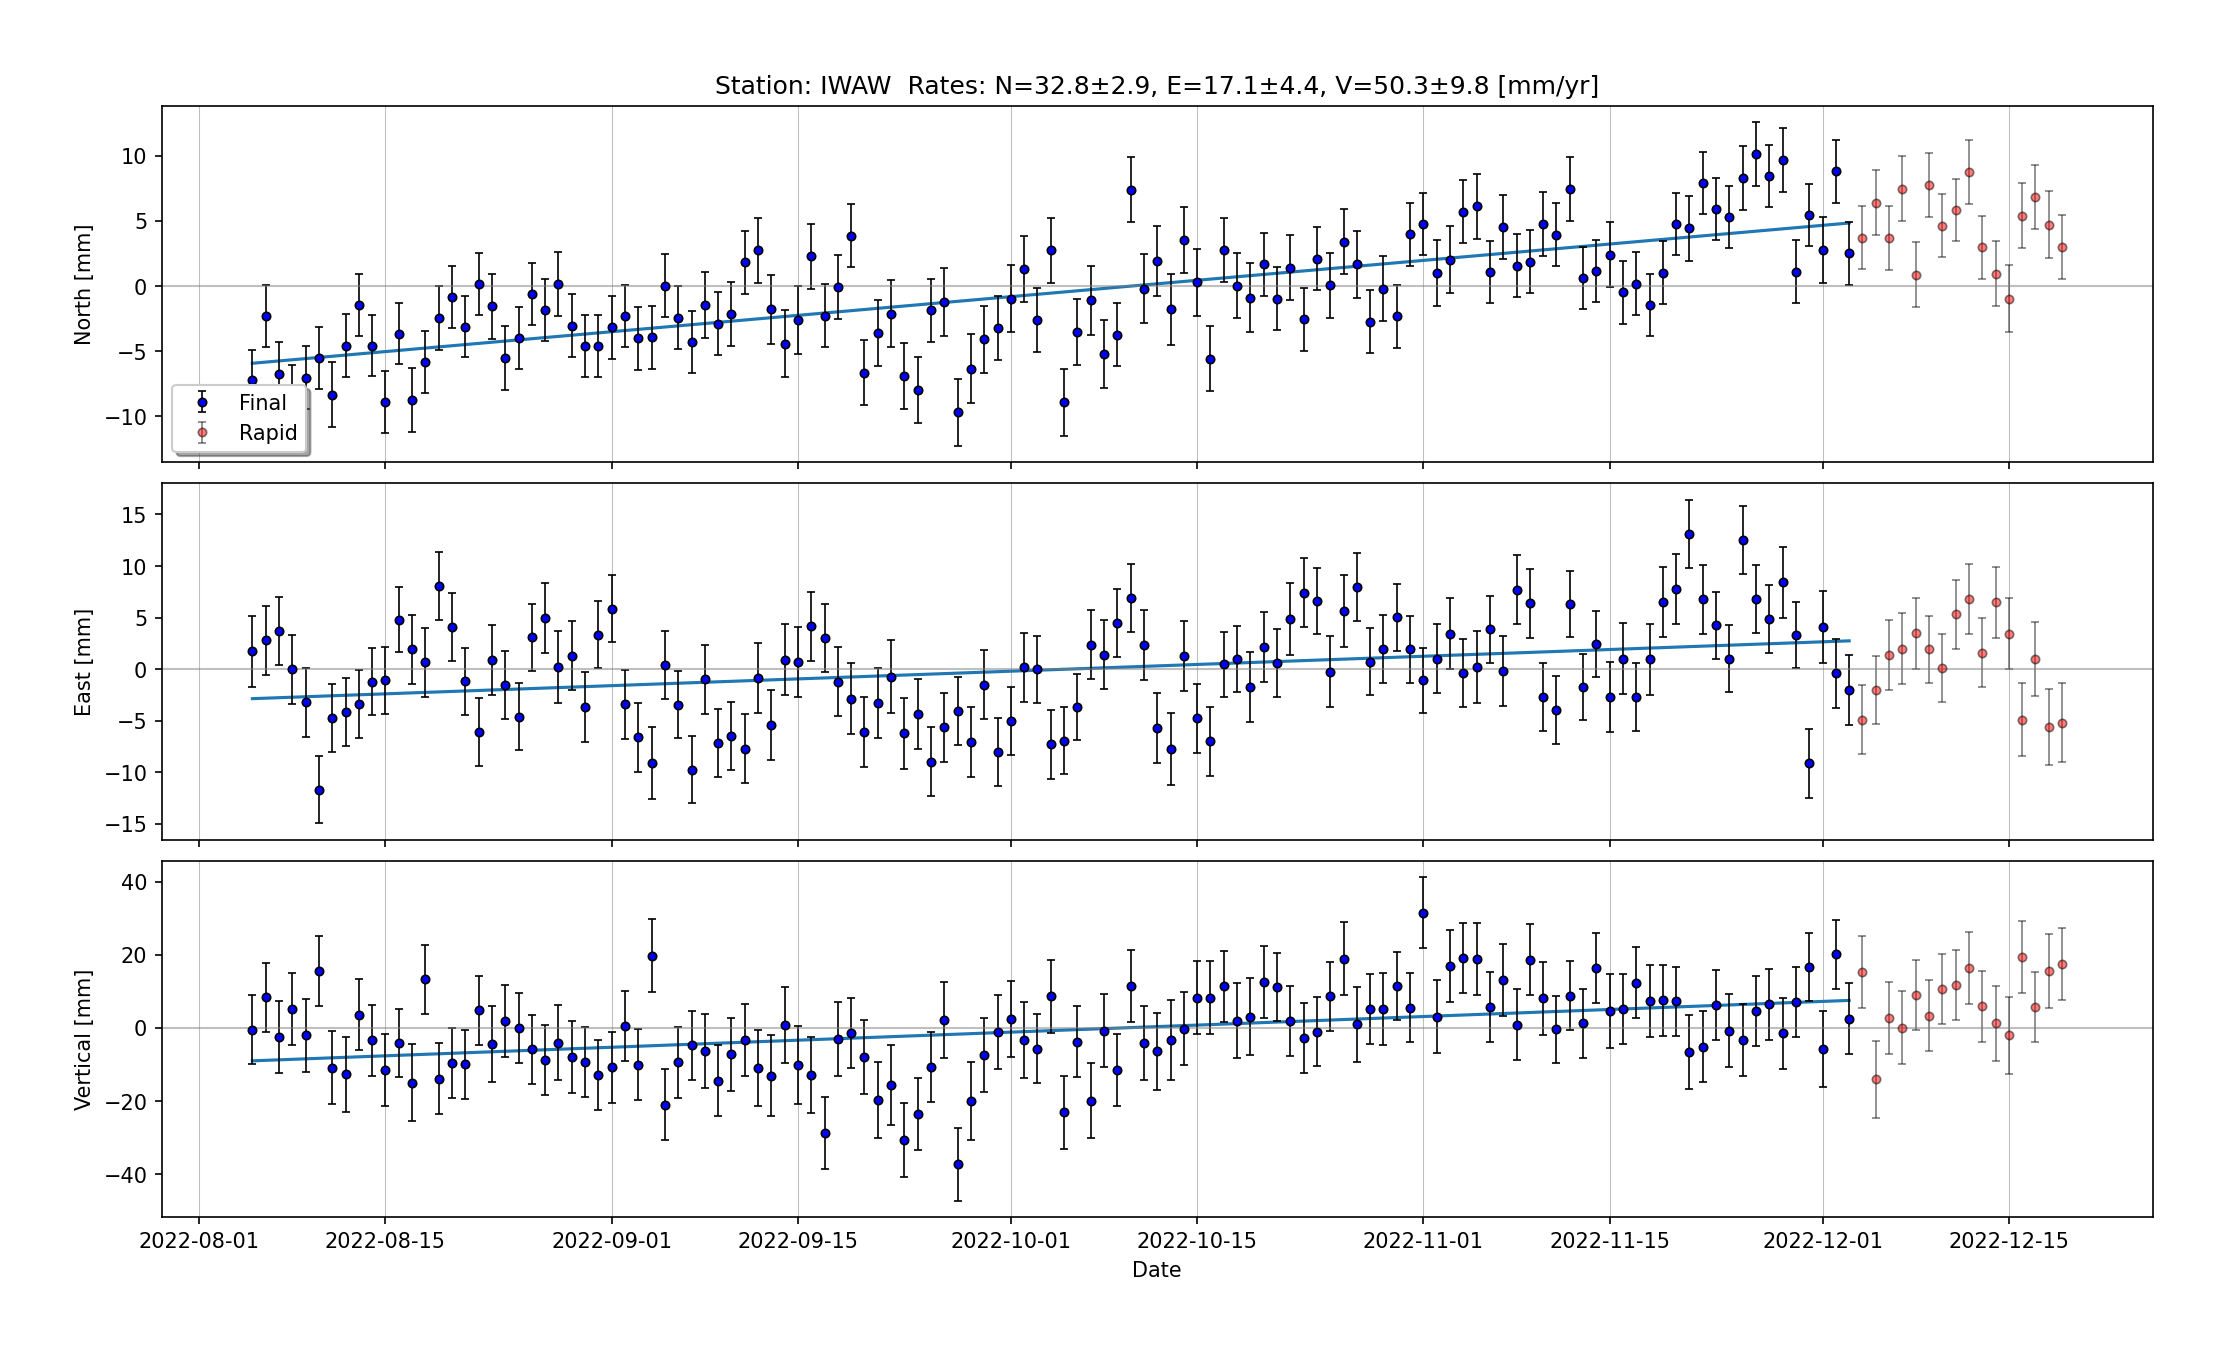 Station: IWAW  Rates: N=32.8±2.9, E=17.1±4.4, V=50.3±9.8 [mm/yr]
North [mm]
10
5
0
−5
−10
Final
Rapid
East [mm]
15
10
5
0
−5
−10
−15
Vertical [mm]
40
20
0
−20
−40
2022-08-01 2022-08-15 2022-09-01 2022-09-15 2022-10-01 2022-10-15 2022-11-01 2022-11-15 2022-12-01 2022-12-15
Date